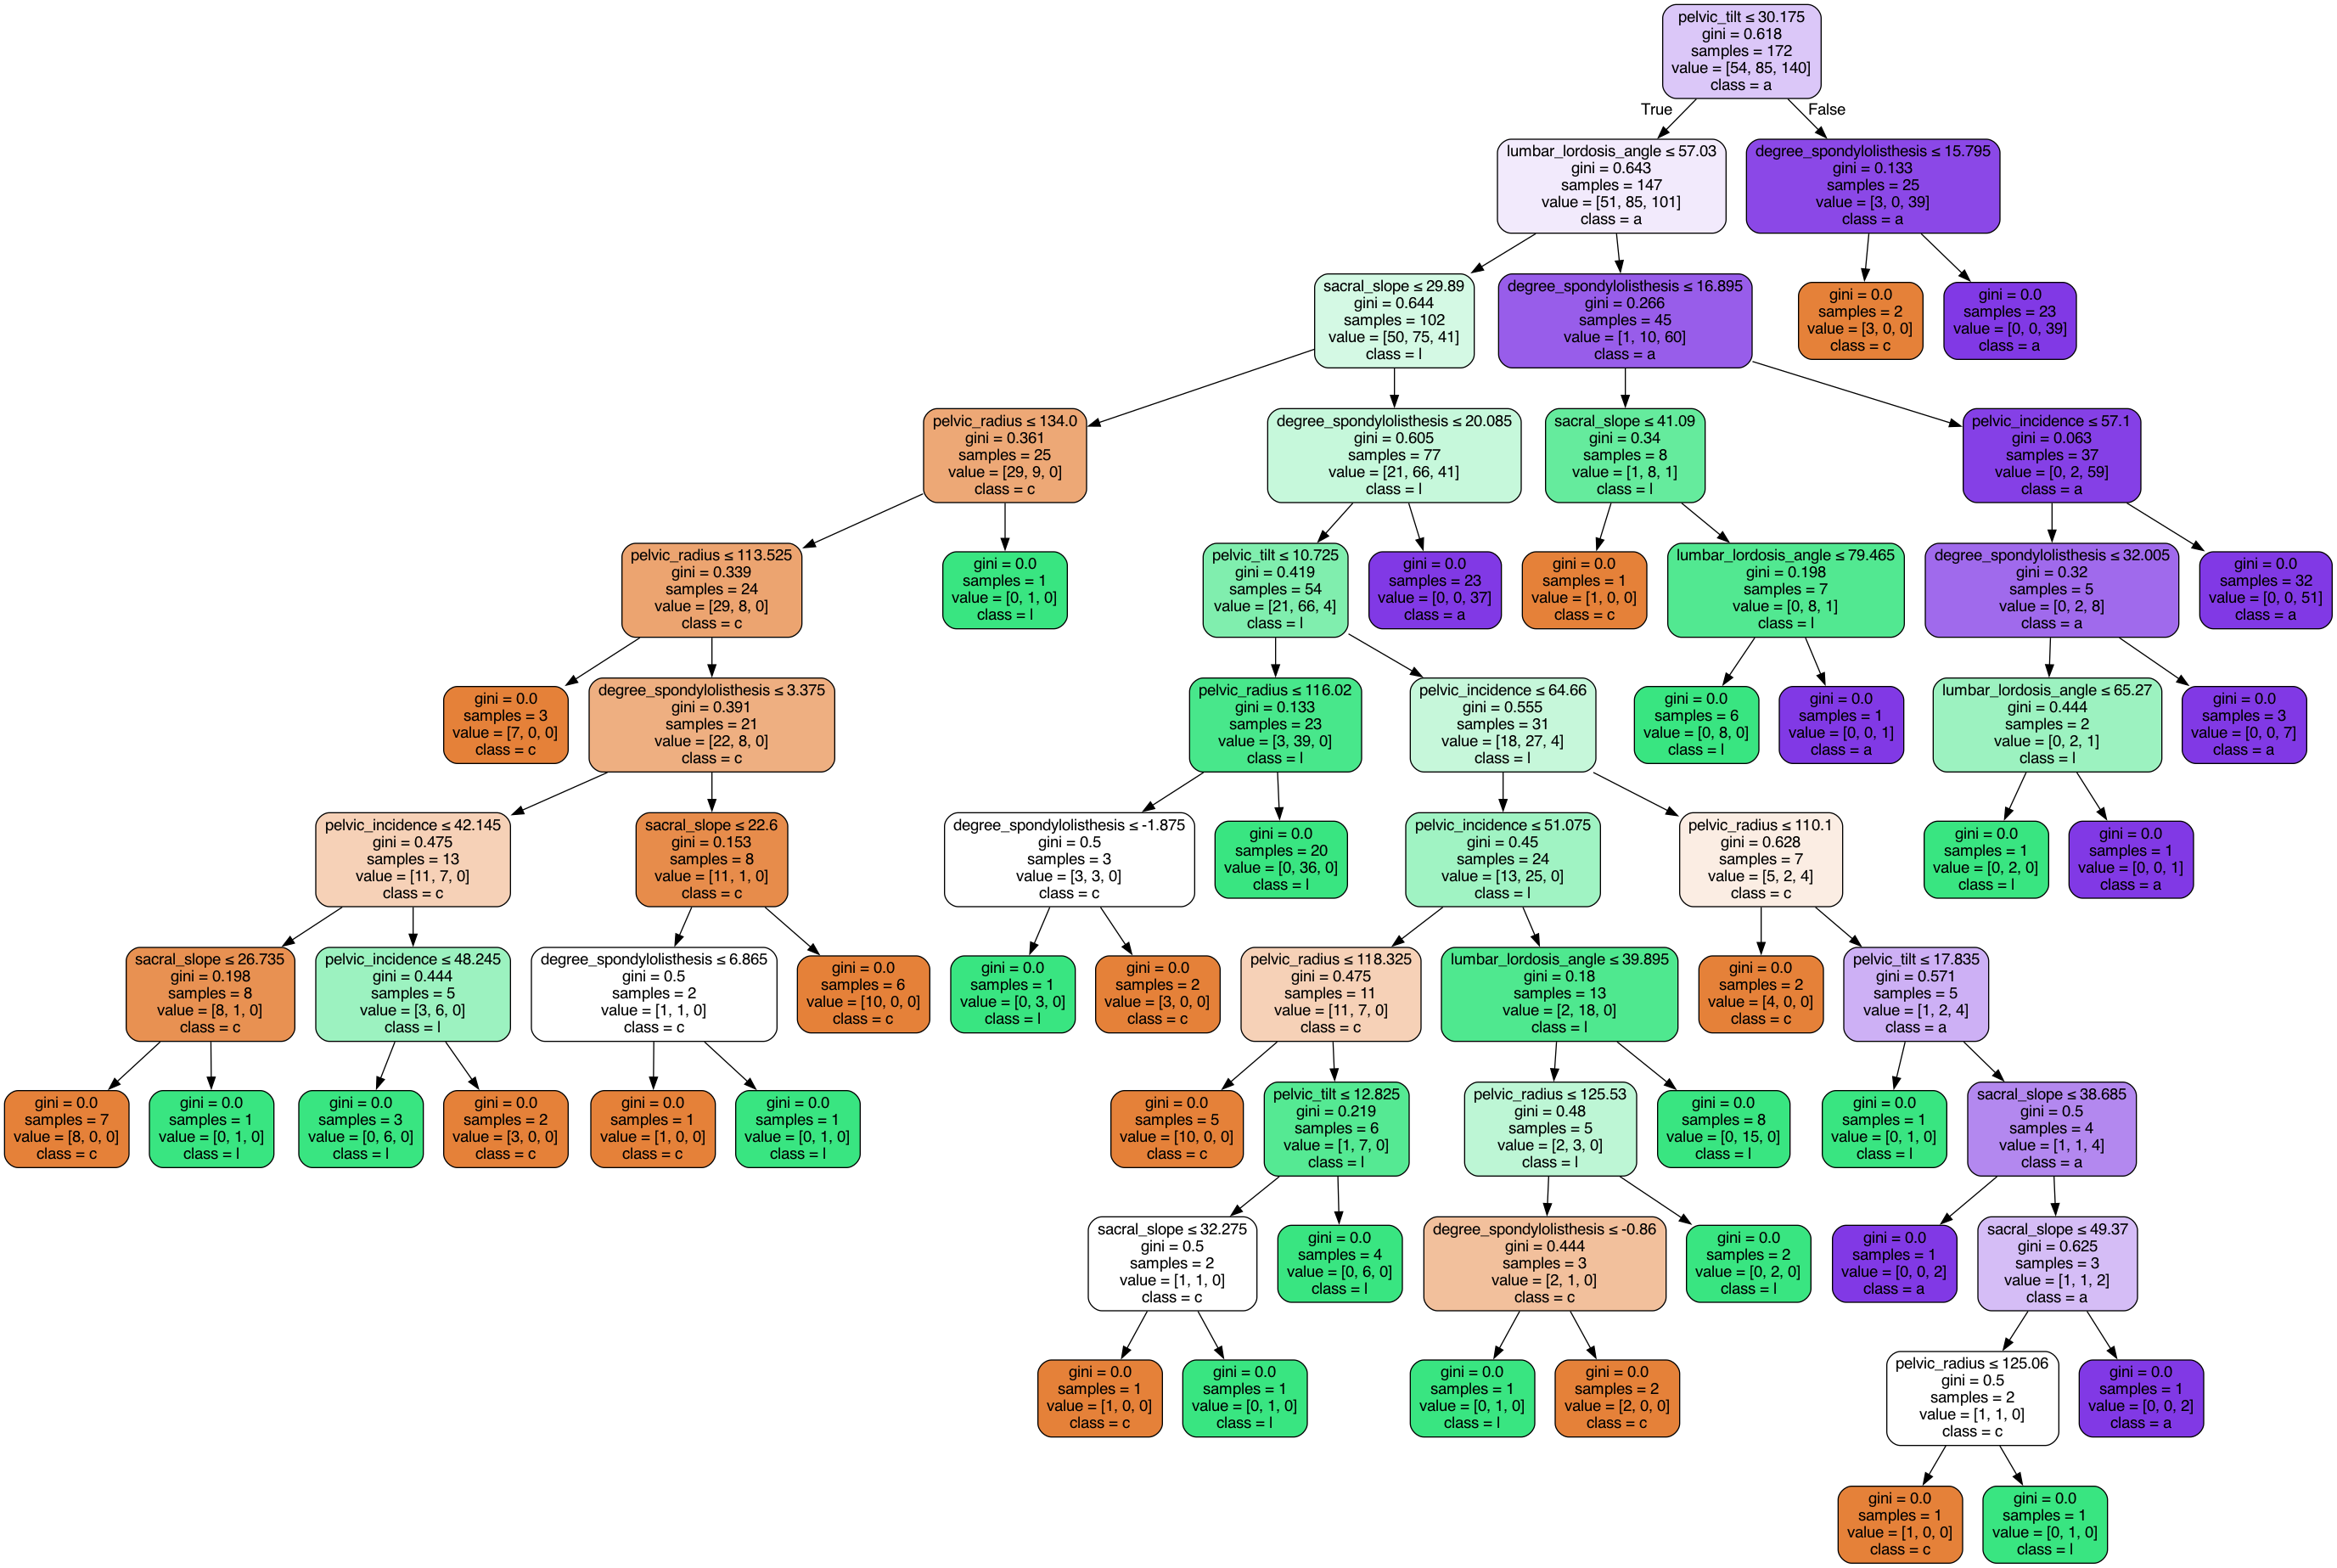 pelvic_tilt ≤ 30.175
gini = 0.618
samples = 172
value = [54, 85, 140]
class = a
True
False
lumbar_lordosis_angle ≤ 57.03
gini = 0.643
samples = 147
value = [51, 85, 101]
class = a
degree_spondylolisthesis ≤ 15.795
gini = 0.133
samples = 25
value = [3, 0, 39]
class = a
sacral_slope ≤ 29.89
gini = 0.644
samples = 102
value = [50, 75, 41]
class = l
degree_spondylolisthesis ≤ 16.895
gini = 0.266
samples = 45
value = [1, 10, 60]
class = a
gini = 0.0
samples = 2
value = [3, 0, 0]
class = c
gini = 0.0
samples = 23
value = [0, 0, 39]
class = a
pelvic_radius ≤ 134.0
gini = 0.361
samples = 25
value = [29, 9, 0]
class = c
degree_spondylolisthesis ≤ 20.085
gini = 0.605
samples = 77
value = [21, 66, 41]
class = l
sacral_slope ≤ 41.09
gini = 0.34
samples = 8
value = [1, 8, 1]
class = l
pelvic_incidence ≤ 57.1
gini = 0.063
samples = 37
value = [0, 2, 59]
class = a
pelvic_radius ≤ 113.525
gini = 0.339
samples = 24
value = [29, 8, 0]
class = c
gini = 0.0
samples = 1
value = [0, 1, 0]
class = l
pelvic_tilt ≤ 10.725
gini = 0.419
samples = 54
value = [21, 66, 4]
class = l
gini = 0.0
samples = 23
value = [0, 0, 37]
class = a
gini = 0.0
samples = 1
value = [1, 0, 0]
class = c
lumbar_lordosis_angle ≤ 79.465
gini = 0.198
samples = 7
value = [0, 8, 1]
class = l
degree_spondylolisthesis ≤ 32.005
gini = 0.32
samples = 5
value = [0, 2, 8]
class = a
gini = 0.0
samples = 32
value = [0, 0, 51]
class = a
gini = 0.0
samples = 3
value = [7, 0, 0]
class = c
degree_spondylolisthesis ≤ 3.375
gini = 0.391
samples = 21
value = [22, 8, 0]
class = c
pelvic_radius ≤ 116.02
gini = 0.133
samples = 23
value = [3, 39, 0]
class = l
pelvic_incidence ≤ 64.66
gini = 0.555
samples = 31
value = [18, 27, 4]
class = l
gini = 0.0
samples = 6
value = [0, 8, 0]
class = l
gini = 0.0
samples = 1
value = [0, 0, 1]
class = a
lumbar_lordosis_angle ≤ 65.27
gini = 0.444
samples = 2
value = [0, 2, 1]
class = l
gini = 0.0
samples = 3
value = [0, 0, 7]
class = a
pelvic_incidence ≤ 42.145
gini = 0.475
samples = 13
value = [11, 7, 0]
class = c
sacral_slope ≤ 22.6
gini = 0.153
samples = 8
value = [11, 1, 0]
class = c
degree_spondylolisthesis ≤ -1.875
gini = 0.5
samples = 3
value = [3, 3, 0]
class = c
gini = 0.0
samples = 20
value = [0, 36, 0]
class = l
pelvic_incidence ≤ 51.075
gini = 0.45
samples = 24
value = [13, 25, 0]
class = l
pelvic_radius ≤ 110.1
gini = 0.628
samples = 7
value = [5, 2, 4]
class = c
gini = 0.0
samples = 1
value = [0, 2, 0]
class = l
gini = 0.0
samples = 1
value = [0, 0, 1]
class = a
sacral_slope ≤ 26.735
gini = 0.198
samples = 8
value = [8, 1, 0]
class = c
pelvic_incidence ≤ 48.245
gini = 0.444
samples = 5
value = [3, 6, 0]
class = l
degree_spondylolisthesis ≤ 6.865
gini = 0.5
samples = 2
value = [1, 1, 0]
class = c
gini = 0.0
samples = 6
value = [10, 0, 0]
class = c
gini = 0.0
samples = 1
value = [0, 3, 0]
class = l
gini = 0.0
samples = 2
value = [3, 0, 0]
class = c
pelvic_radius ≤ 118.325
gini = 0.475
samples = 11
value = [11, 7, 0]
class = c
lumbar_lordosis_angle ≤ 39.895
gini = 0.18
samples = 13
value = [2, 18, 0]
class = l
gini = 0.0
samples = 2
value = [4, 0, 0]
class = c
pelvic_tilt ≤ 17.835
gini = 0.571
samples = 5
value = [1, 2, 4]
class = a
gini = 0.0
samples = 7
value = [8, 0, 0]
class = c
gini = 0.0
samples = 1
value = [0, 1, 0]
class = l
gini = 0.0
samples = 3
value = [0, 6, 0]
class = l
gini = 0.0
samples = 2
value = [3, 0, 0]
class = c
gini = 0.0
samples = 1
value = [1, 0, 0]
class = c
gini = 0.0
samples = 1
value = [0, 1, 0]
class = l
gini = 0.0
samples = 5
value = [10, 0, 0]
class = c
pelvic_tilt ≤ 12.825
gini = 0.219
samples = 6
value = [1, 7, 0]
class = l
pelvic_radius ≤ 125.53
gini = 0.48
samples = 5
value = [2, 3, 0]
class = l
gini = 0.0
samples = 8
value = [0, 15, 0]
class = l
gini = 0.0
samples = 1
value = [0, 1, 0]
class = l
sacral_slope ≤ 38.685
gini = 0.5
samples = 4
value = [1, 1, 4]
class = a
sacral_slope ≤ 32.275
gini = 0.5
samples = 2
value = [1, 1, 0]
class = c
gini = 0.0
samples = 4
value = [0, 6, 0]
class = l
degree_spondylolisthesis ≤ -0.86
gini = 0.444
samples = 3
value = [2, 1, 0]
class = c
gini = 0.0
samples = 2
value = [0, 2, 0]
class = l
gini = 0.0
samples = 1
value = [0, 0, 2]
class = a
sacral_slope ≤ 49.37
gini = 0.625
samples = 3
value = [1, 1, 2]
class = a
gini = 0.0
samples = 1
value = [1, 0, 0]
class = c
gini = 0.0
samples = 1
value = [0, 1, 0]
class = l
gini = 0.0
samples = 1
value = [0, 1, 0]
class = l
gini = 0.0
samples = 2
value = [2, 0, 0]
class = c
pelvic_radius ≤ 125.06
gini = 0.5
samples = 2
value = [1, 1, 0]
class = c
gini = 0.0
samples = 1
value = [0, 0, 2]
class = a
gini = 0.0
samples = 1
value = [1, 0, 0]
class = c
gini = 0.0
samples = 1
value = [0, 1, 0]
class = l